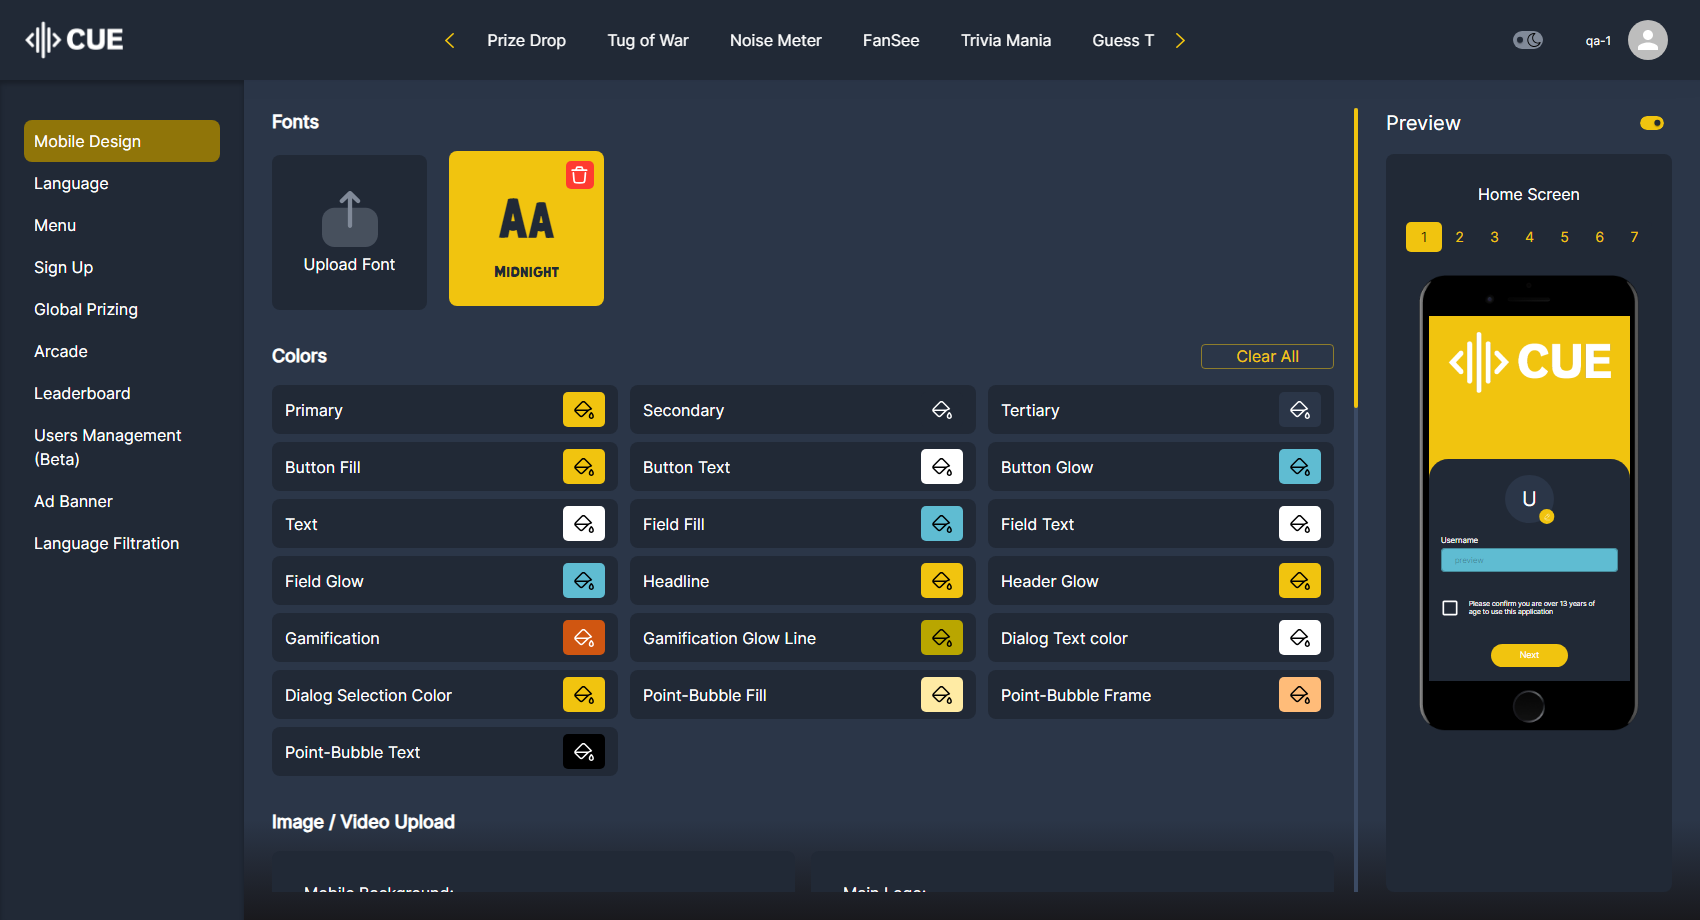 CUE
Prize Drop
Tug of War
Noise Meter
FanSee
Trivia Mania
Guess T
qa-1
Mobile Design
Language
Menu
Sign Up
Global Prizing
Arcade
Leaderboard
Users Management
(Beta)
Ad Banner
Language Filtration
Fonts
Upload Font
AA
MIDNIGHT
Colors
Clear All
Primary
Secondary
Tertiary
Button Fill
Button Text
Button Glow
Text
Field Fill
Field Text
Field Glow
Headline
Header Glow
Gamification
Gamification Glow Line
Dialog Text color
Dialog Selection Color
Point-Bubble Fill
Point-Bubble Frame
Point-Bubble Text
Image / Video Upload
Mobile Background:
Main Logo:
Preview
Home Screen
1 2 3 4 5 6 7
CUE
U
Username
preview
Please confirm you are over 13 years of
age to use this application
Next